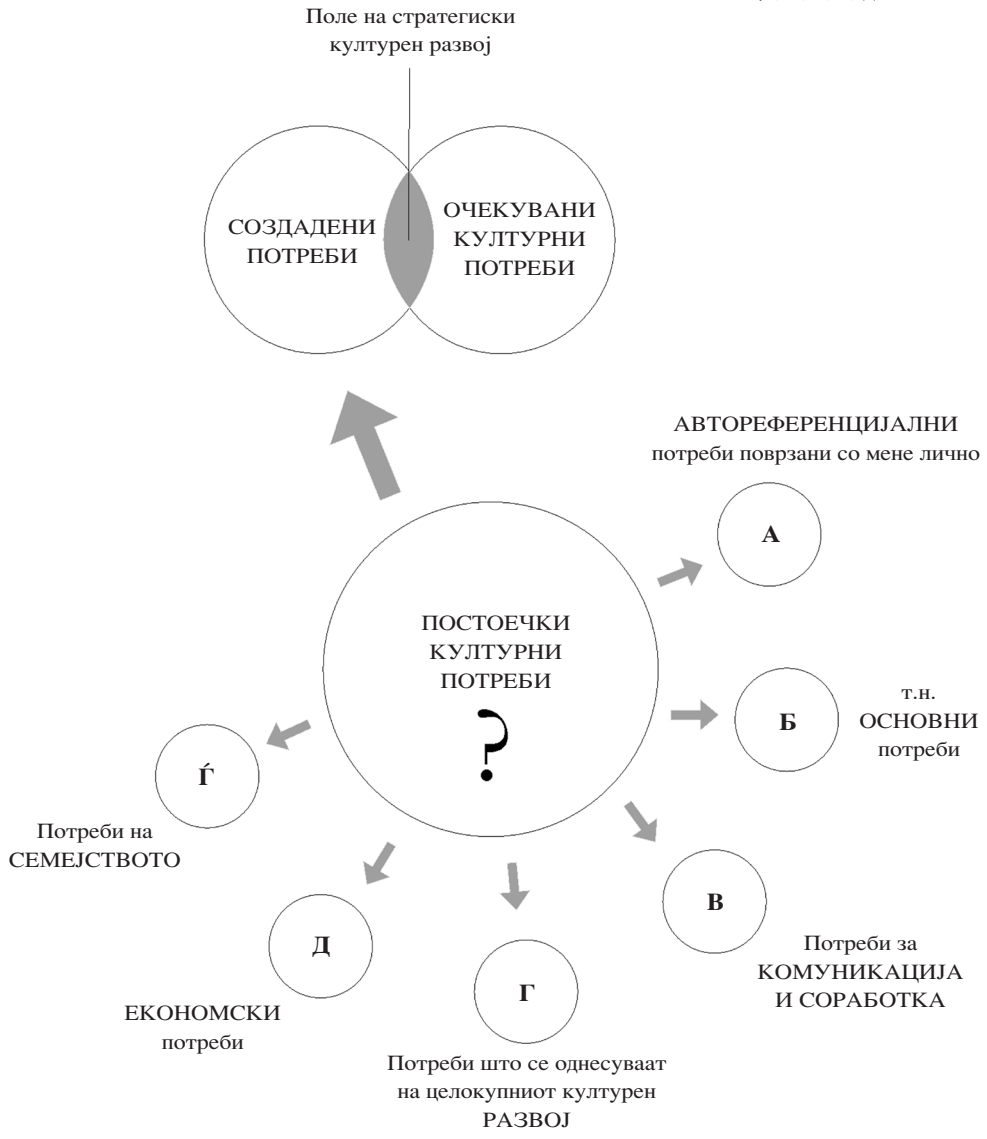 Поле на стратегиски
културен развој
СОЗДАДЕНИ
ПОТРЕБИ
ОЧЕКУВАНИ
КУЛТУРНИ
ПОТРЕБИ
АВТОРЕФЕРЕНЦИЈАЛНИ
потреби поврзани со мене лично
А
ПОСТОЕЧКИ
КУЛТУРНИ
ПОТРЕБИ
?
Б
т.н.
ОСНОВНИ
потреби
В
Потреби за
КОМУНИКАЦИЈА
И СОРАБОТКА
Г
Потреби што се однесуваат
на целокупниот културен
РАЗВОЈ
Д
ЕКОНОМСКИ
потреби
Ѓ
Потреби на
СЕМЕЈСТВОТО